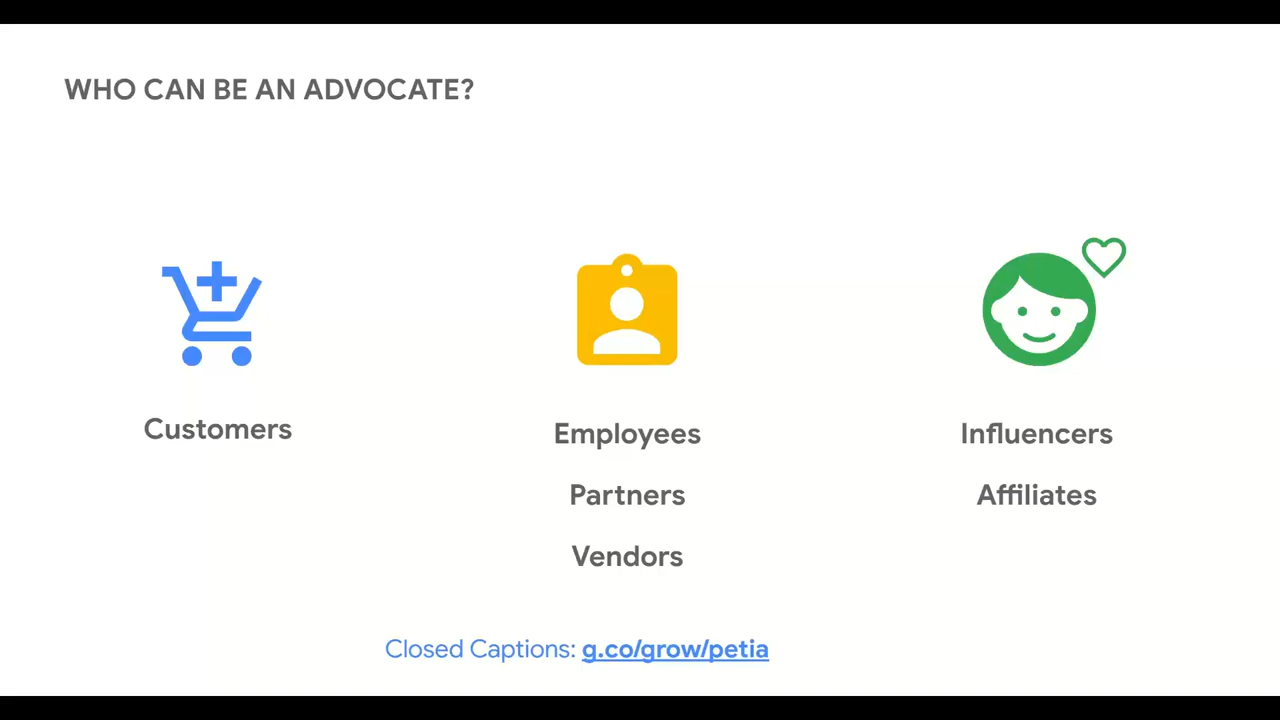 WHO CAN BE AN ADVOCATE?
Customers
Employees
Partners
Vendors
Influencers
Affiliates
Closed Captions: g.co/grow/petia